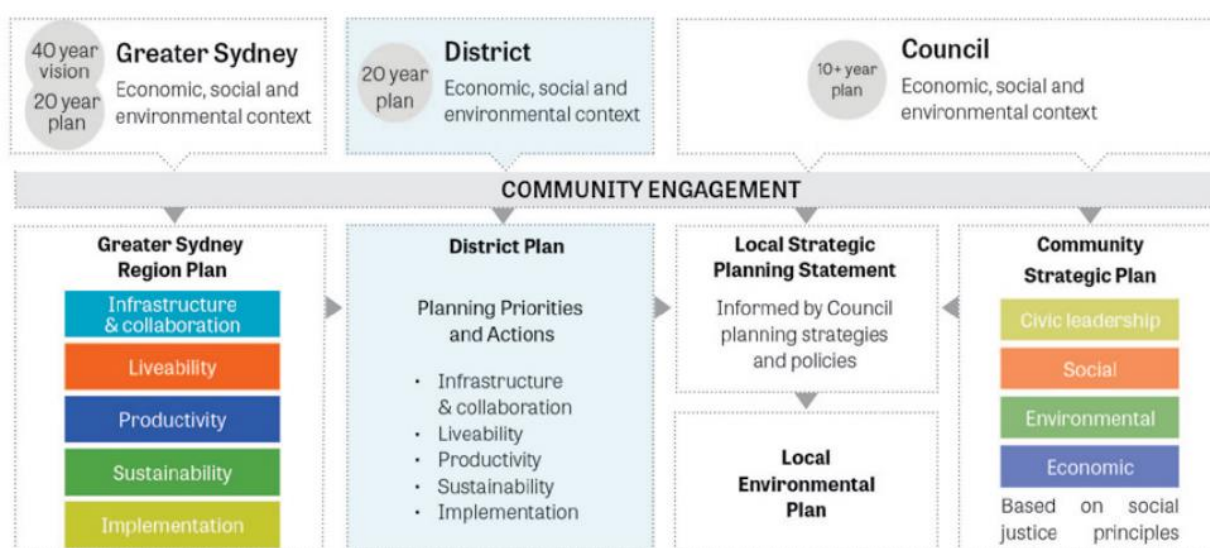 40 year
vision
20 year
plan
Greater Sydney
Economic, social and
environmental context
20 year
plan
District
Economic, social and
environmental context
10+ year
plan
Council
Economic, social and
environmental context
COMMUNITY ENGAGEMENT
Greater Sydney
Region Plan
Infrastructure
& collaboration
Liveability
Productivity
Sustainability
Implementation
District Plan
Planning Priorities
and Actions
• Infrastructure
& collaboration
• Liveability
• Productivity
• Sustainability
• Implementation
Local Strategic
Planning Statement
Informed by Council
planning strategies
and policies
Local
Environmental
Plan
Community
Strategic Plan
Civic leadership
Social
Environmental
Economic
Based on social
justice principles